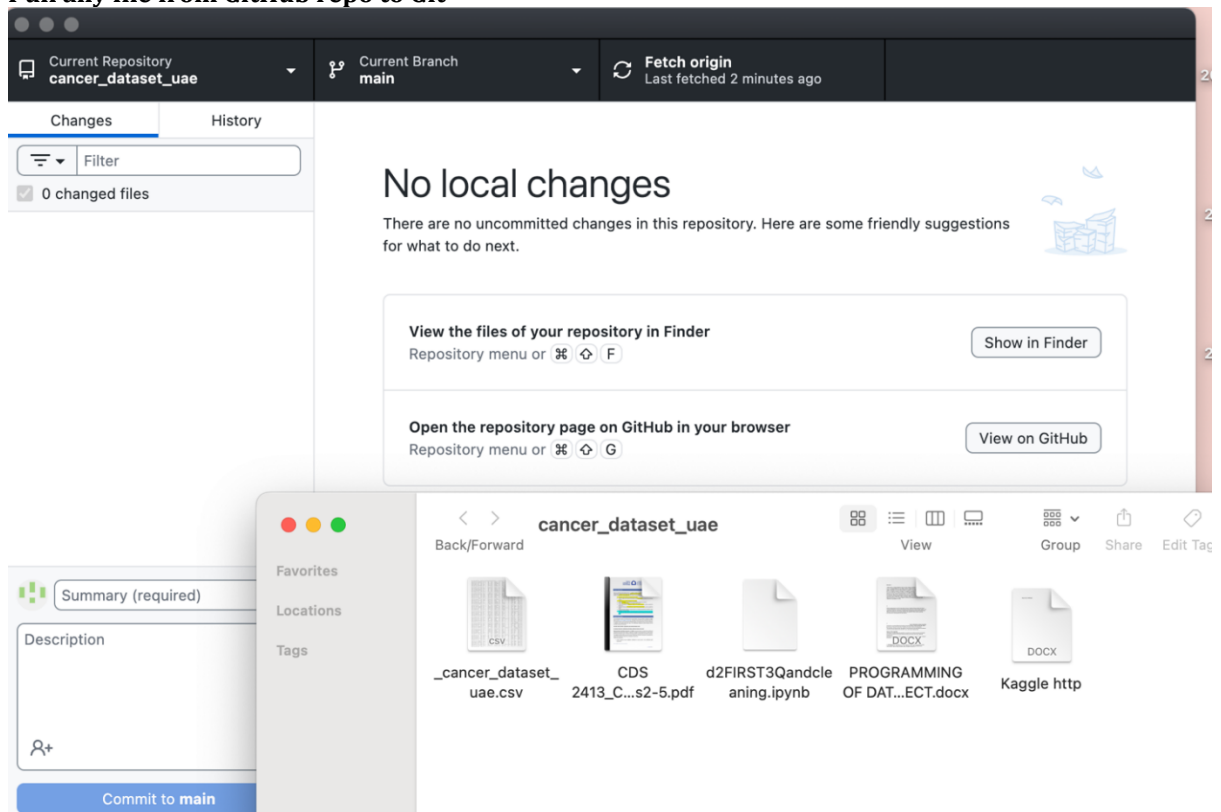 Pull any file from GitHub repo to Git
Current Repository
cancer_dataset_uae
Current Branch
main
Fetch origin
Last fetched 2 minutes ago
Changes
History
Filter
0 changed files
No local changes
There are no uncommitted changes in this repository. Here are some friendly suggestions
for what to do next.
View the files of your repository in Finder
Repository menu or ⌘ ⇧ F
Show in Finder
Open the repository page on GitHub in your browser
Repository menu or ⌘ ⇧ G
View on GitHub
Summary (required)
Description
Commit to main
cancer_dataset_uae
Back/Forward
View
Group
Share
Edit Tag
Favorites
Locations
Tags
CSV
_cancer_dataset_
uae.csv
CDS
2413_C...s2-5.pdf
d2FIRST3Qandcle
aning.ipynb
DOCX
PROGRAMMING
OF DAT...ECT.docx
DOCX
Kaggle http